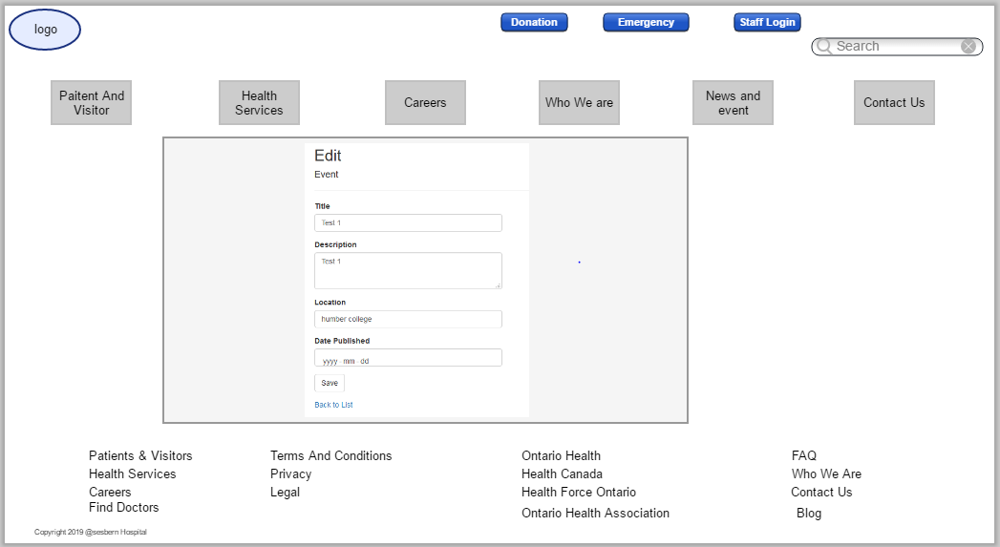 logo
Donation
Emergency
Staff Login
Search
Paitent And
Visitor
Health
Services
Careers
Who We are
News and
event
Contact Us
Edit
Event
Title
Test 1
Description
Test 1
Location
humber college
Date Published
yyyy - mm - dd
Save
Back to List
Patients & Visitors
Health Services
Careers
Find Doctors
Terms And Conditions
Privacy
Legal
Ontario Health
Health Canada
Health Force Ontario
Ontario Health Association
FAQ
Who We Are
Contact Us
Blog
Copyright 2019 @sesbern Hospital